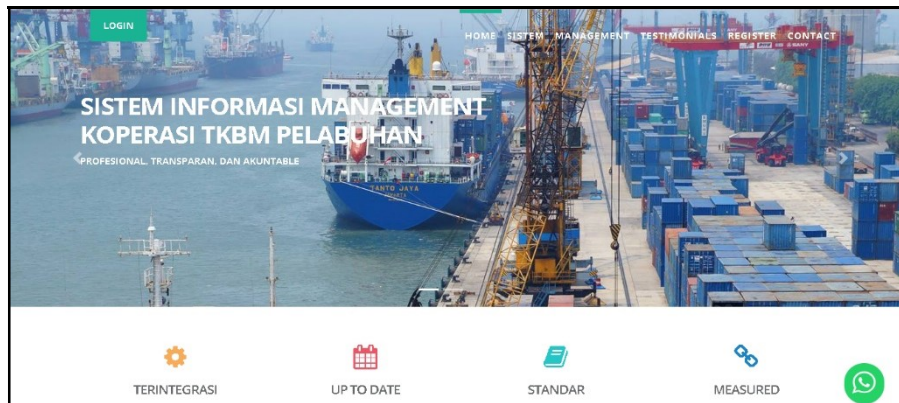 LOGIN
HOME SISTEM MANAGEMENT TESTIMONIALS REGISTER CONTACT
SISTEM INFORMASI MANAGEMENT
KOPERASI TKBM PELABUHAN
PROFESIONAL. TRANSPARAN. DAN AKUNTABLE
TANTO JAYA
TERINTEGRASI
UP TO DATE
STANDAR
MEASURED